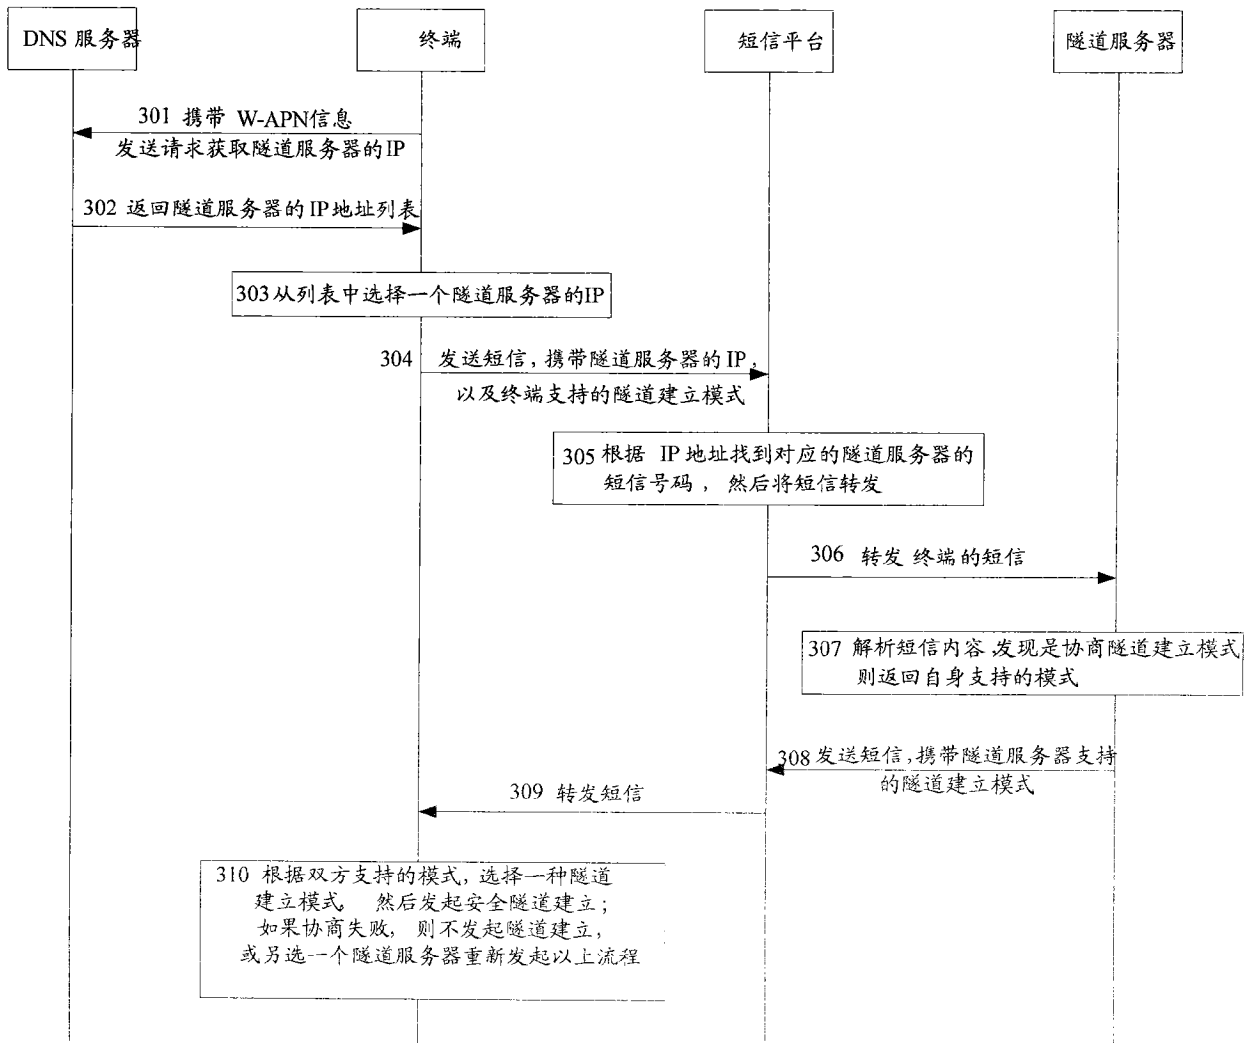 DNS 服务器
终端
短信平台
隧道服务器
301 携带 W-APN信息
发送请求获取隧道服务器的IP
302 返回隧道服务器的IP地址列表
303从列表中选择一个隧道服务器的IP
304 发送短信，携带隧道服务器的IP，
以及终端支持的隧道建立模式
305 根据 IP地址找到对应的隧道服务器的
短信号码， 然后将短信转发
306 转发 终端的短信
307 解析短信内容,发现是协商隧道建立模式
则返回自身支持的模式
308 发送短信，携带隧道服务器支持
的隧道建立模式
309 转发短信
310 根据双方支持的模式，选择一种隧道
建立模式， 然后发起安全隧道建立；
如果协商失败， 则不发起隧道建立，
或另选一个隧道服务器重新发起以上流程